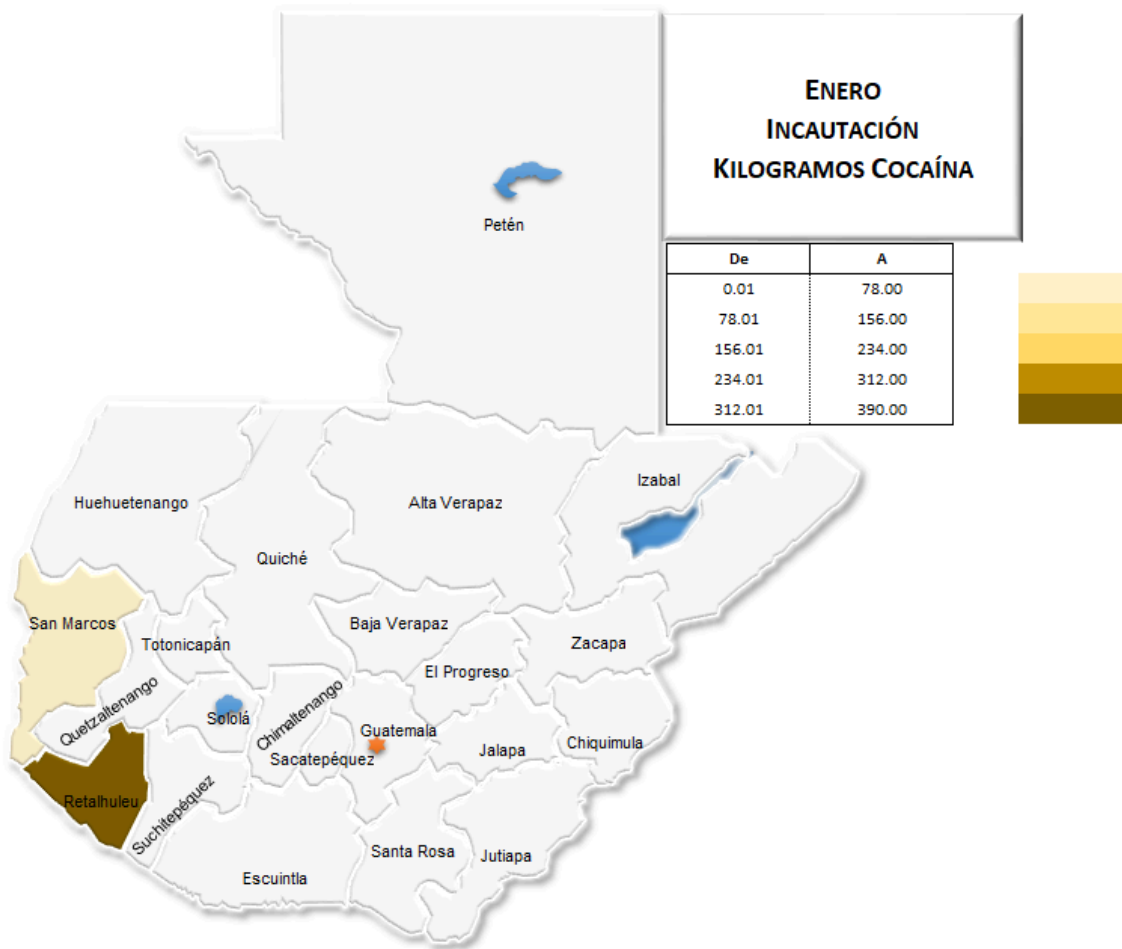 ENERO
INCAUTACIÓN
KILOGRAMOS COCAÍNA
De A
0.01 78.00
78.01 156.00
156.01 234.00
234.01 312.00
312.01 390.00
Petén
Huehuetenango
Alta Verapaz
Izabal
Quiché
San Marcos
Totonicapán
Baja Verapaz
Zacapa
El Progreso
Quetzaltenango
Sololá
Chimaltenango
Sacatepéquez
Guatemala
Jalapa
Chiquimula
Retalhuleu
Suchitepéquez
Escuintla
Santa Rosa
Jutiapa